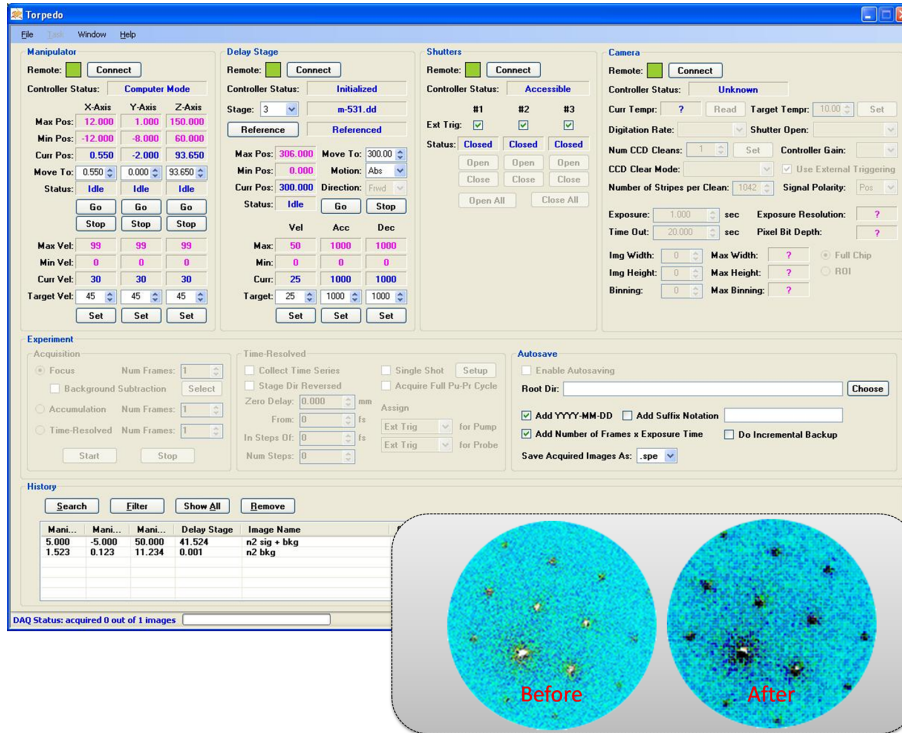 Torpedo
File Tools Window Help
Manipulator
Remote: Connect
Controller Status: Computer Mode
X-Axis Y-Axis Z-Axis
Max Pos: 12.000 1.000 150.000
Min Pos: -12.000 -8.000 60.000
Curr Pos: 0.550 -2.000 93.650
Move To: 0.550 0.000 93.650
Status: Idle Idle Idle
Go Go Go
Stop Stop Stop
Max Vel: 99 99 99
Min Vel: 0 0 0
Curr Vel: 30 30 30
Target Vel: 45 45 45
Set Set Set
Delay Stage
Remote: Connect
Controller Status: Initialized
Stage: 3 m-531.dd
Reference Referenced
Max Pos: 306.000 Move To: 300.00
Min Pos: 0.000 Motion: Abs
Curr Pos: 300.000 Direction: Frwd
Status: Idle Go Stop
Vel Acc Dec
Max: 50 1000 1000
Min: 0 0 0
Curr: 25 1000 1000
Target: 25 1000 1000
Set Set Set
Shutters
Remote: Connect
Controller Status: Accessible
#1 #2 #3
Ext Trig:
Status: Closed Closed Closed
Open Open Open
Close Close Close
Open All Close All
Camera
Remote: Connect
Controller Status: Unknown
Curr Tempr: ? Read Target Tempr: 10.00 Set
Digitation Rate: Shutter Open:
Num CCD Cleans: 1 Set Controller Gain:
CCD Clear Mode: Use External Triggering
Number of Stripes per Clean: 1042 Signal Polarity: Pos
Exposure: 1.000 sec Exposure Resolution: ?
Time Out: 20.000 sec Pixel Bit Depth: ?
Img Width: 0 Max Width: ? Full Chip
Img Height: 0 Max Height: ? ROI
Binning: 0 Max Binning: ?
Experiment
Acquisition
Focus Num Frames: 1
Background Subtraction Select
Accumulation Num Frames: 1
Time-Resolved Num Frames: 1
Start Stop
Time-Resolved
Collect Time Series Single Shot Setup
Stage Dir Reversed Acquire Full Pu-Pi Cycle
Zero Delay: 0.000 mm Assign
From: 0 fs Ext Trig for Pump
In Steps Of: 0 fs Ext Trig for Probe
Num Steps: 0
Autosave
Enable Autosaving
Root Dir: Choose
Add YYYY-MM-DD Add Suffix Notation
Add Number of Frames x Exposure Time Do Incremental Backup
Save Acquired Images As: .spe
History
Search Filter Show All Remove
Mani... Mani... Mani... Delay Stage Image Name
5.000 -5.000 50.000 41.524 n2 sig + bkg
1.523 0.123 11.234 0.001 n2 bkg
DAQ Status: acquired 0 out of 1 images
Before After